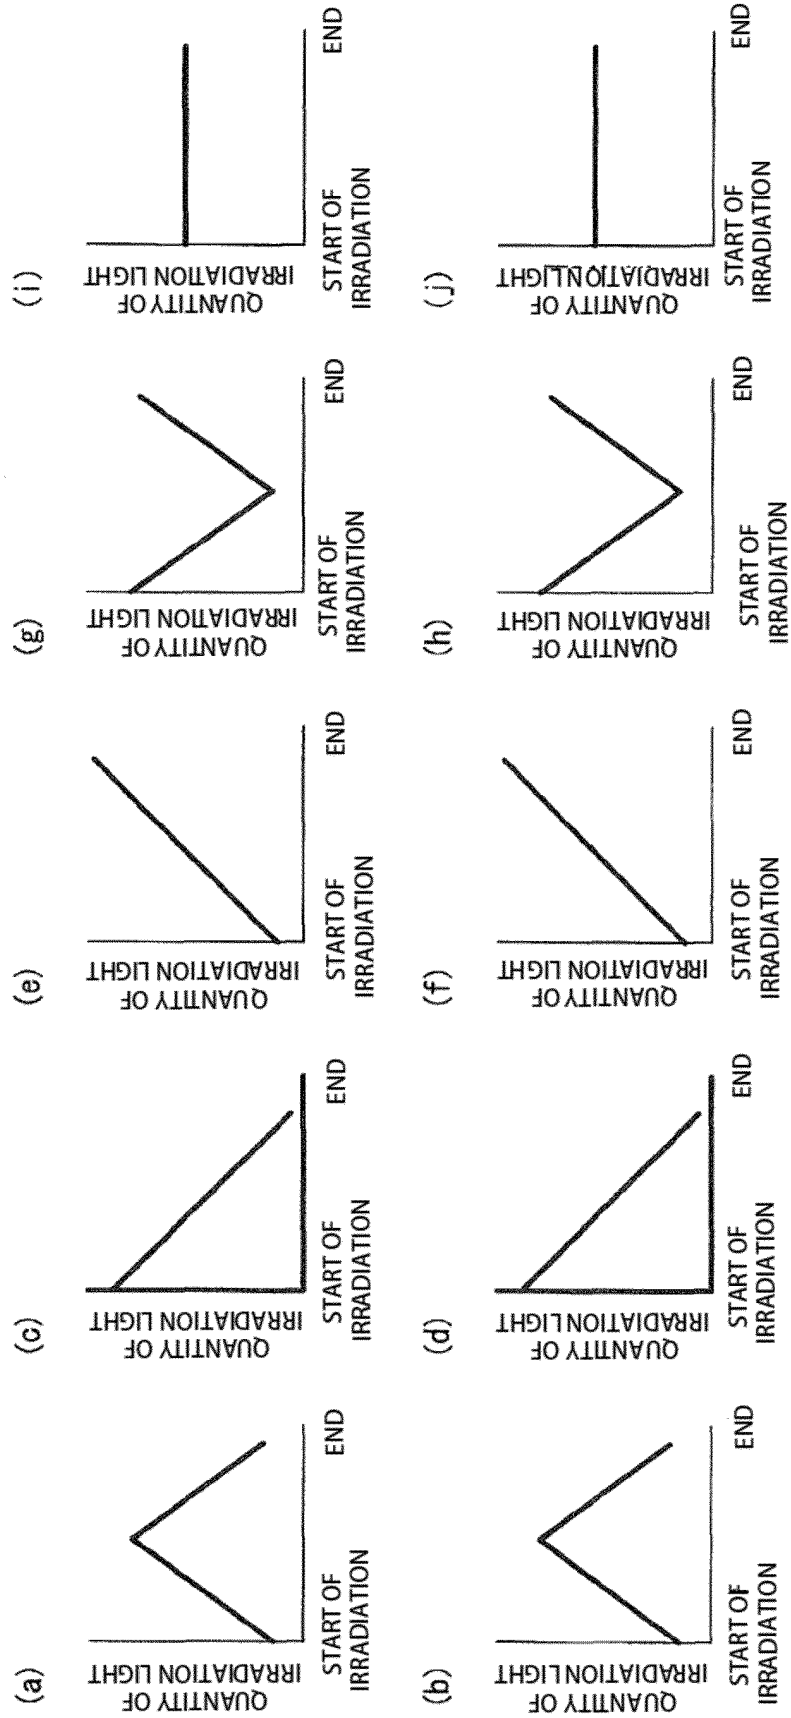 (a)
QUANTITY OF
IRRADIATION LIGHT
START OF
IRRADIATION
END
(c)
QUANTITY OF
IRRADIATION LIGHT
START OF
IRRADIATION
END
(e)
QUANTITY OF
IRRADIATION LIGHT
START OF
IRRADIATION
END
(g)
QUANTITY OF
IRRADIATION LIGHT
START OF
IRRADIATION
END
(i)
QUANTITY OF
IRRADIATION LIGHT
START OF
IRRADIATION
END
(b)
QUANTITY OF
IRRADIATION LIGHT
START OF
IRRADIATION
END
(d)
QUANTITY OF
IRRADIATION LIGHT
START OF
IRRADIATION
END
(f)
QUANTITY OF
IRRADIATION LIGHT
START OF
IRRADIATION
END
(h)
QUANTITY OF
IRRADIATION LIGHT
START OF
IRRADIATION
END
(j)
QUANTITY OF
IRRADIATION LIGHT
START OF
IRRADIATION
END